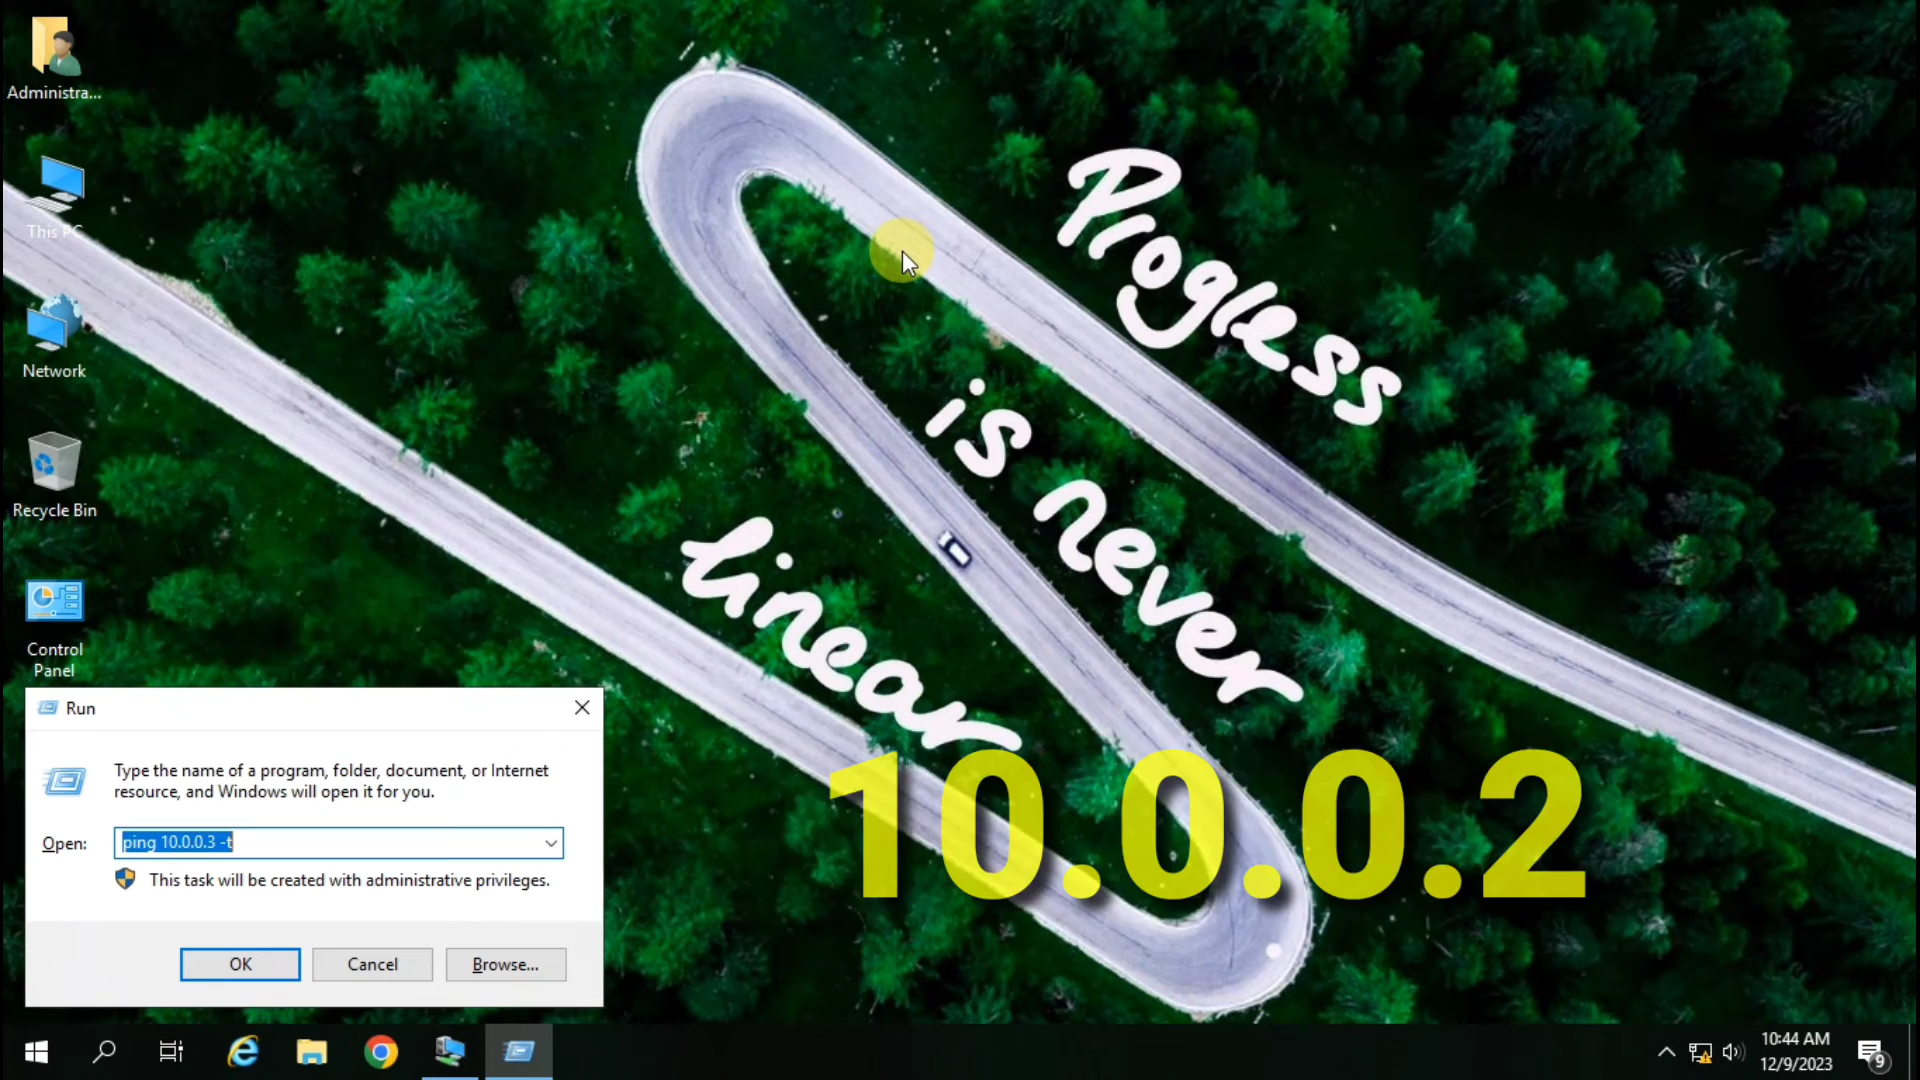 Administra...
This PC
Network
Recycle Bin
Control
Panel
Progress
is never
linear
10.0.0.2
Run
Type the name of a program, folder, document, or Internet
resource, and Windows will open it for you.
Open:
ping 10.0.0.3 -t
This task will be created with administrative privileges.
OK
Cancel
Browse...
10:44 AM
12/9/2023
9